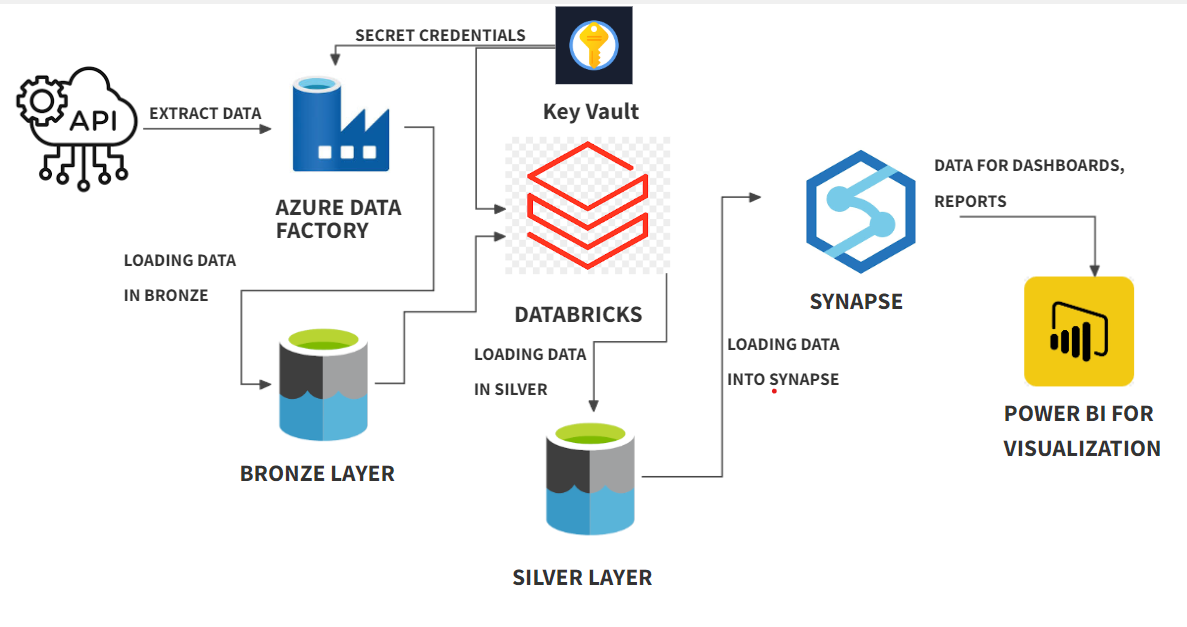 SECRET CREDENTIALS
API
EXTRACT DATA
Key Vault
AZURE DATA
FACTORY
DATA FOR DASHBOARDS,
REPORTS
LOADING DATA
IN BRONZE
DATABRICKS
SYNAPSE
LOADING DATA
IN SILVER
LOADING DATA
INTO SYNAPSE
POWER BI FOR
VISUALIZATION
BRONZE LAYER
SILVER LAYER